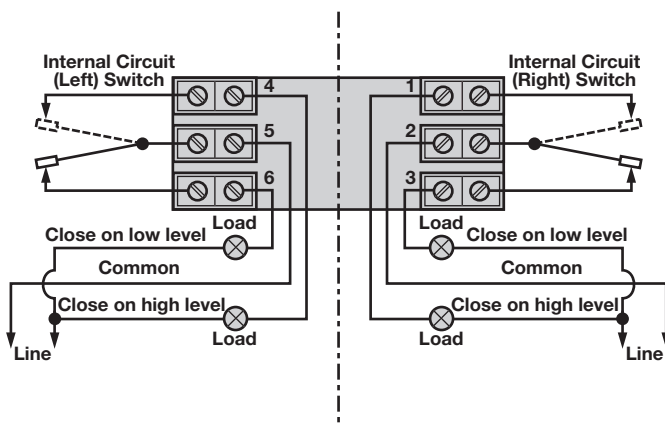 Internal Circuit
(Left) Switch
4
5
6
Load
Close on low level
Common
Close on high level
Load
Line
Internal Circuit
(Right) Switch
1
2
3
Load
Close on low level
Common
Close on high level
Load
Line